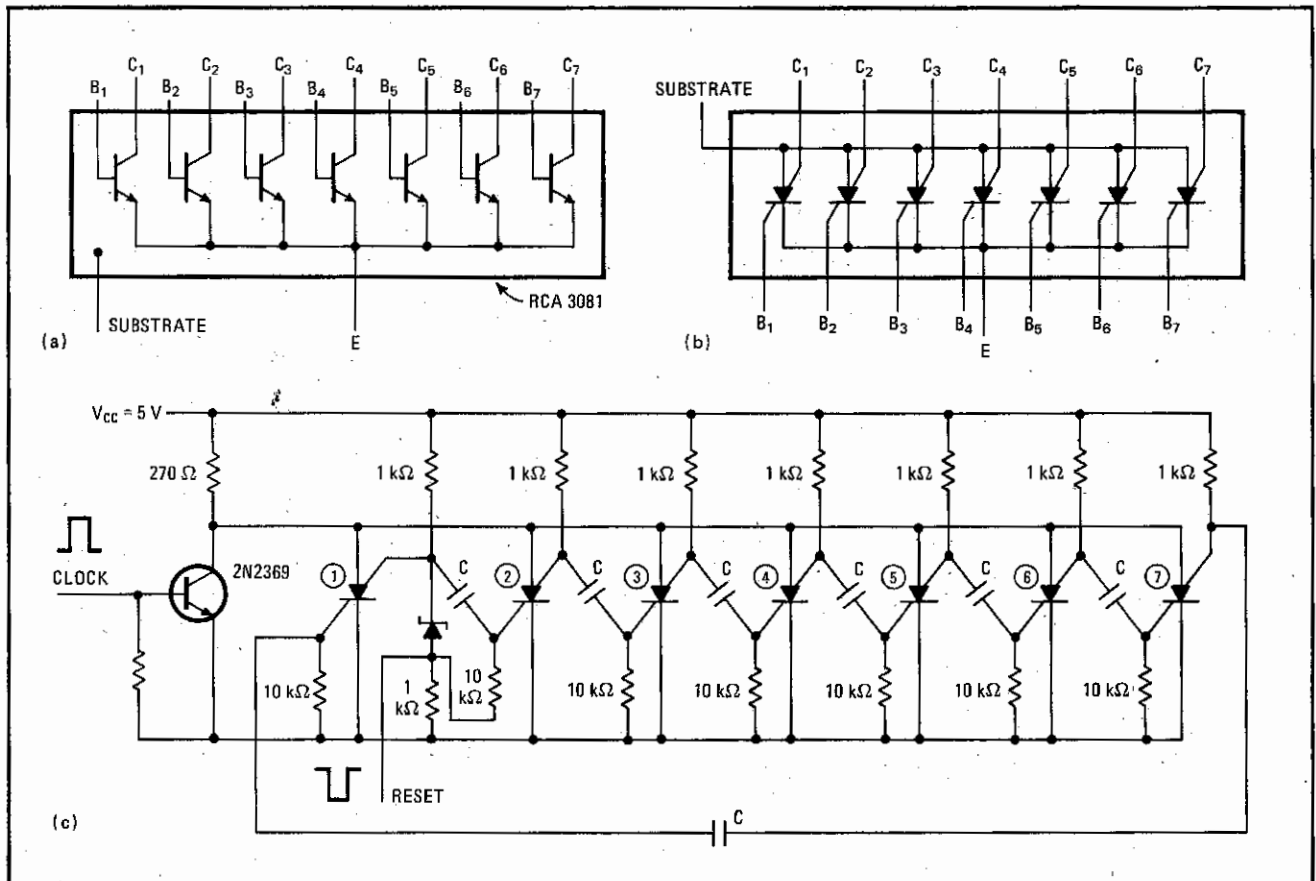 C1 C2 C3 C4 C5 C6 C7
B1 B2 B3 B4 B5 B6 B7
RCA 3081
SUBSTRATE
E
(a)
C1 C2 C3 C4 C5 C6 C7
SUBSTRATE
B1 B2 B3 B4 B5 B6 B7
E
(b)
VCC = 5 V
270 Ω 1 kΩ 1 kΩ 1 kΩ 1 kΩ 1 kΩ 1 kΩ 1 kΩ
CLOCK
2N2369
1 C 2 C 3 C 4 C 5 C 6 C 7
10 kΩ 1 kΩ 10 kΩ 10 kΩ 10 kΩ 10 kΩ 10 kΩ 10 kΩ
RESET
C
(c)